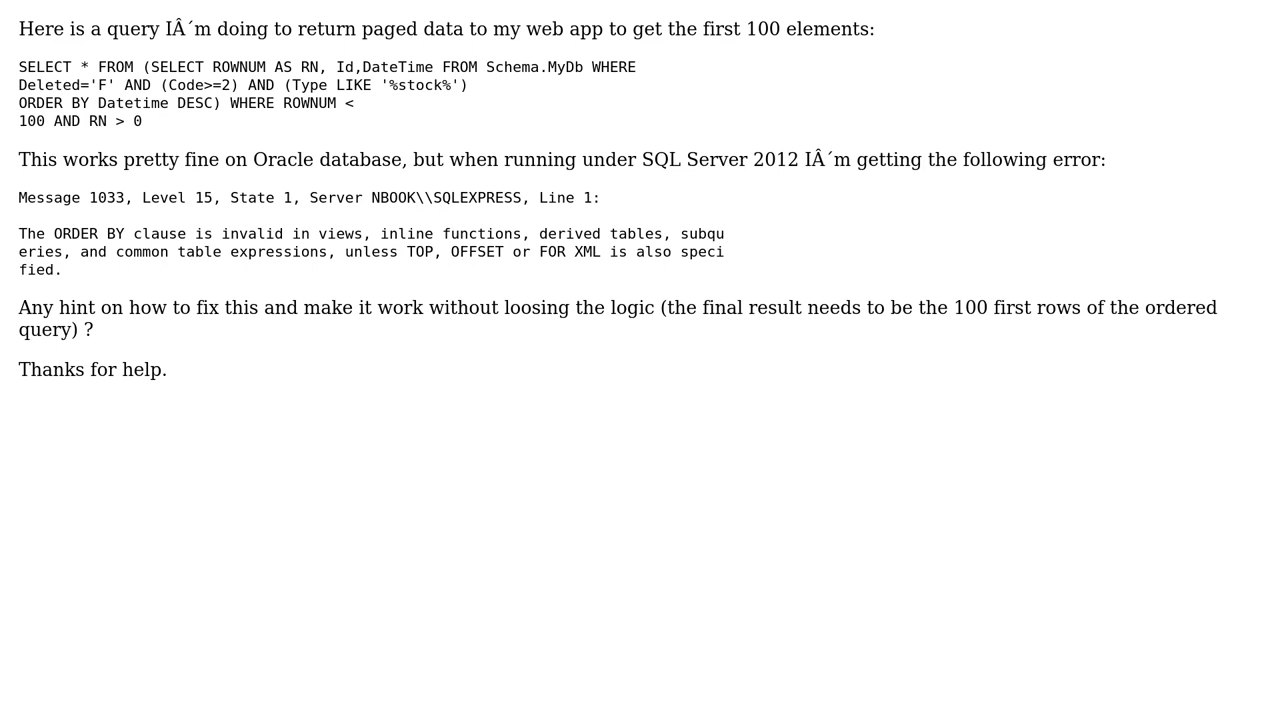 Here is a query IÂ´m doing to return paged data to my web app to get the first 100 elements:
SELECT * FROM (SELECT ROWNUM AS RN, Id,DateTime FROM Schema.MyDb WHERE
Deleted='F' AND (Code>=2) AND (Type LIKE '%stock%')
ORDER BY Datetime DESC) WHERE ROWNUM <
100 AND RN > 0
This works pretty fine on Oracle database, but when running under SQL Server 2012 IÂ´m getting the following error:
Message 1033, Level 15, State 1, Server NBOOK\\SQLEXPRESS, Line 1:
The ORDER BY clause is invalid in views, inline functions, derived tables, subqu
eries, and common table expressions, unless TOP, OFFSET or FOR XML is also speci
fied.
Any hint on how to fix this and make it work without loosing the logic (the final result needs to be the 100 first rows of the ordered
query) ?
Thanks for help.